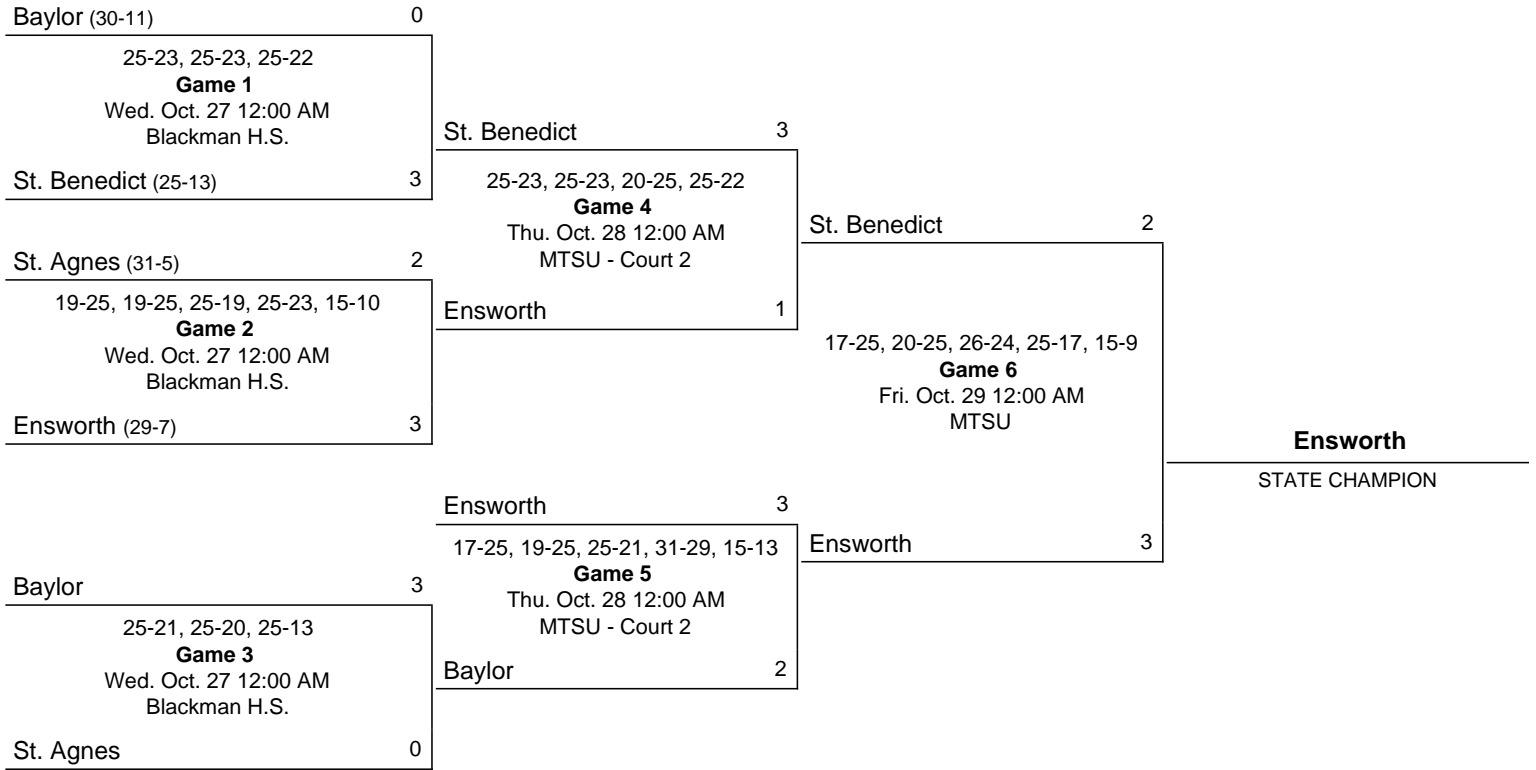 Baylor (30-11) 0
25-23, 25-23, 25-22
Game 1
Wed. Oct. 27 12:00 AM
Blackman H.S.
St. Benedict (25-13) 3
St. Agnes (31-5) 2
19-25, 19-25, 25-19, 25-23, 15-10
Game 2
Wed. Oct. 27 12:00 AM
Blackman H.S.
Ensworth (29-7) 3
Baylor 3
25-21, 25-20, 25-13
Game 3
Wed. Oct. 27 12:00 AM
Blackman H.S.
St. Agnes 0
St. Benedict 3
25-23, 25-23, 20-25, 25-22
Game 4
Thu. Oct. 28 12:00 AM
MTSU - Court 2
Ensworth 1
Ensworth 3
17-25, 19-25, 25-21, 31-29, 15-13
Game 5
Thu. Oct. 28 12:00 AM
MTSU - Court 2
Baylor 2
St. Benedict 2
17-25, 20-25, 26-24, 25-17, 15-9
Game 6
Fri. Oct. 29 12:00 AM
MTSU
Ensworth 3
Ensworth
STATE CHAMPION